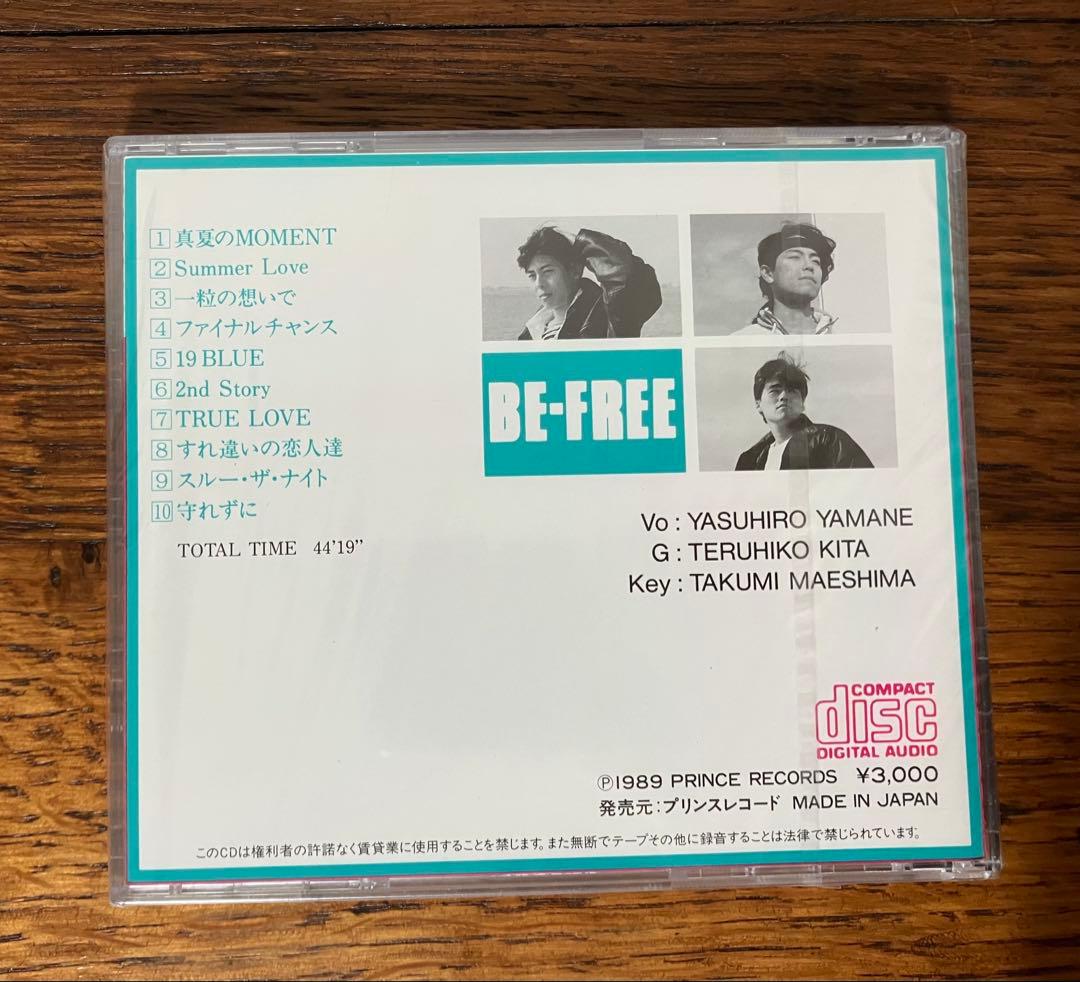 1 真夏のMOMENT
2 Summer Love
3 一粒の想いで
4 ファイナルチャンス
5 19 BLUE
6 2nd Story
7 TRUE LOVE
8 すれ違いの恋人達
9 スルー・ザ・ナイト
10 守れずに
TOTAL TIME 44'19"
BE-FREE
Vo : YASUHIRO YAMANE
G : TERUHIKO KITA
Key : TAKUMI MAESHIMA
COMPACT
disc
DIGITAL AUDIO
Ⓟ1989 PRINCE RECORDS ¥3,000
発売元:プリンスレコード MADE IN JAPAN
このCDは権利者の許諾なく賃貸業に使用することを禁じます。また無断でテープその他に録音することは法律で禁じられています。